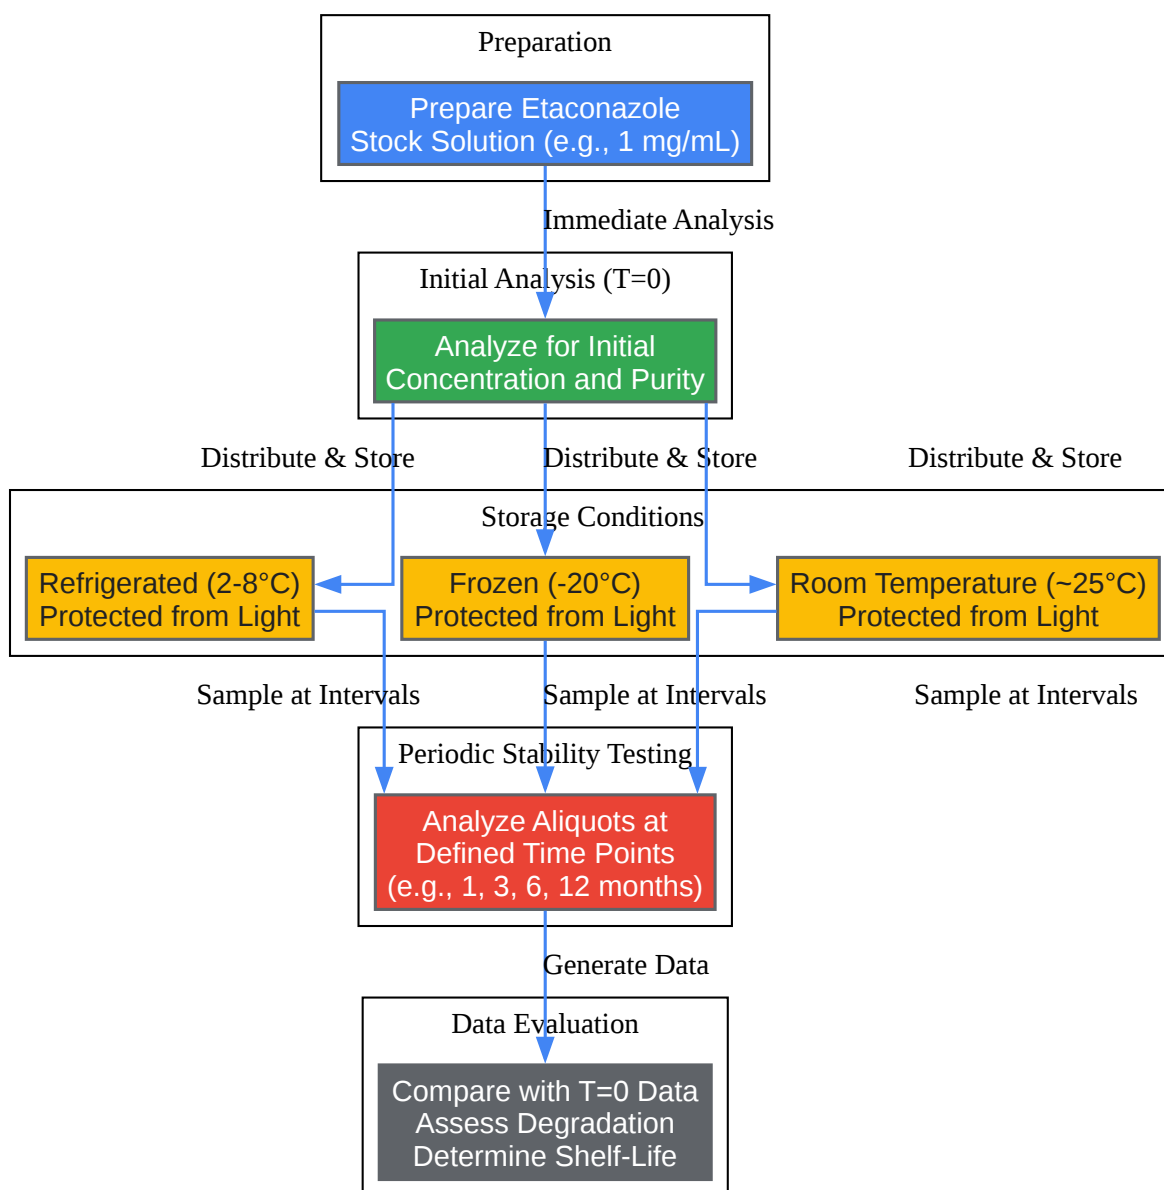 Preparation
Prepare Etaconazole
Stock Solution (e.g., 1 mg/mL)
Immediate Analysis
Initial Analysis (T=0)
Analyze for Initial
Concentration and Purity
Distribute & Store
Distribute & Store
Distribute & Store
Storage Conditions
Refrigerated (2-8°C)
Protected from Light
Frozen (-20°C)
Protected from Light
Room Temperature (~25°C)
Protected from Light
Sample at Intervals
Sample at Intervals
Sample at Intervals
Periodic Stability Testing
Analyze Aliquots at
Defined Time Points
(e.g., 1, 3, 6, 12 months)
Generate Data
Data Evaluation
Compare with T=0 Data
Assess Degradation
Determine Shelf-Life